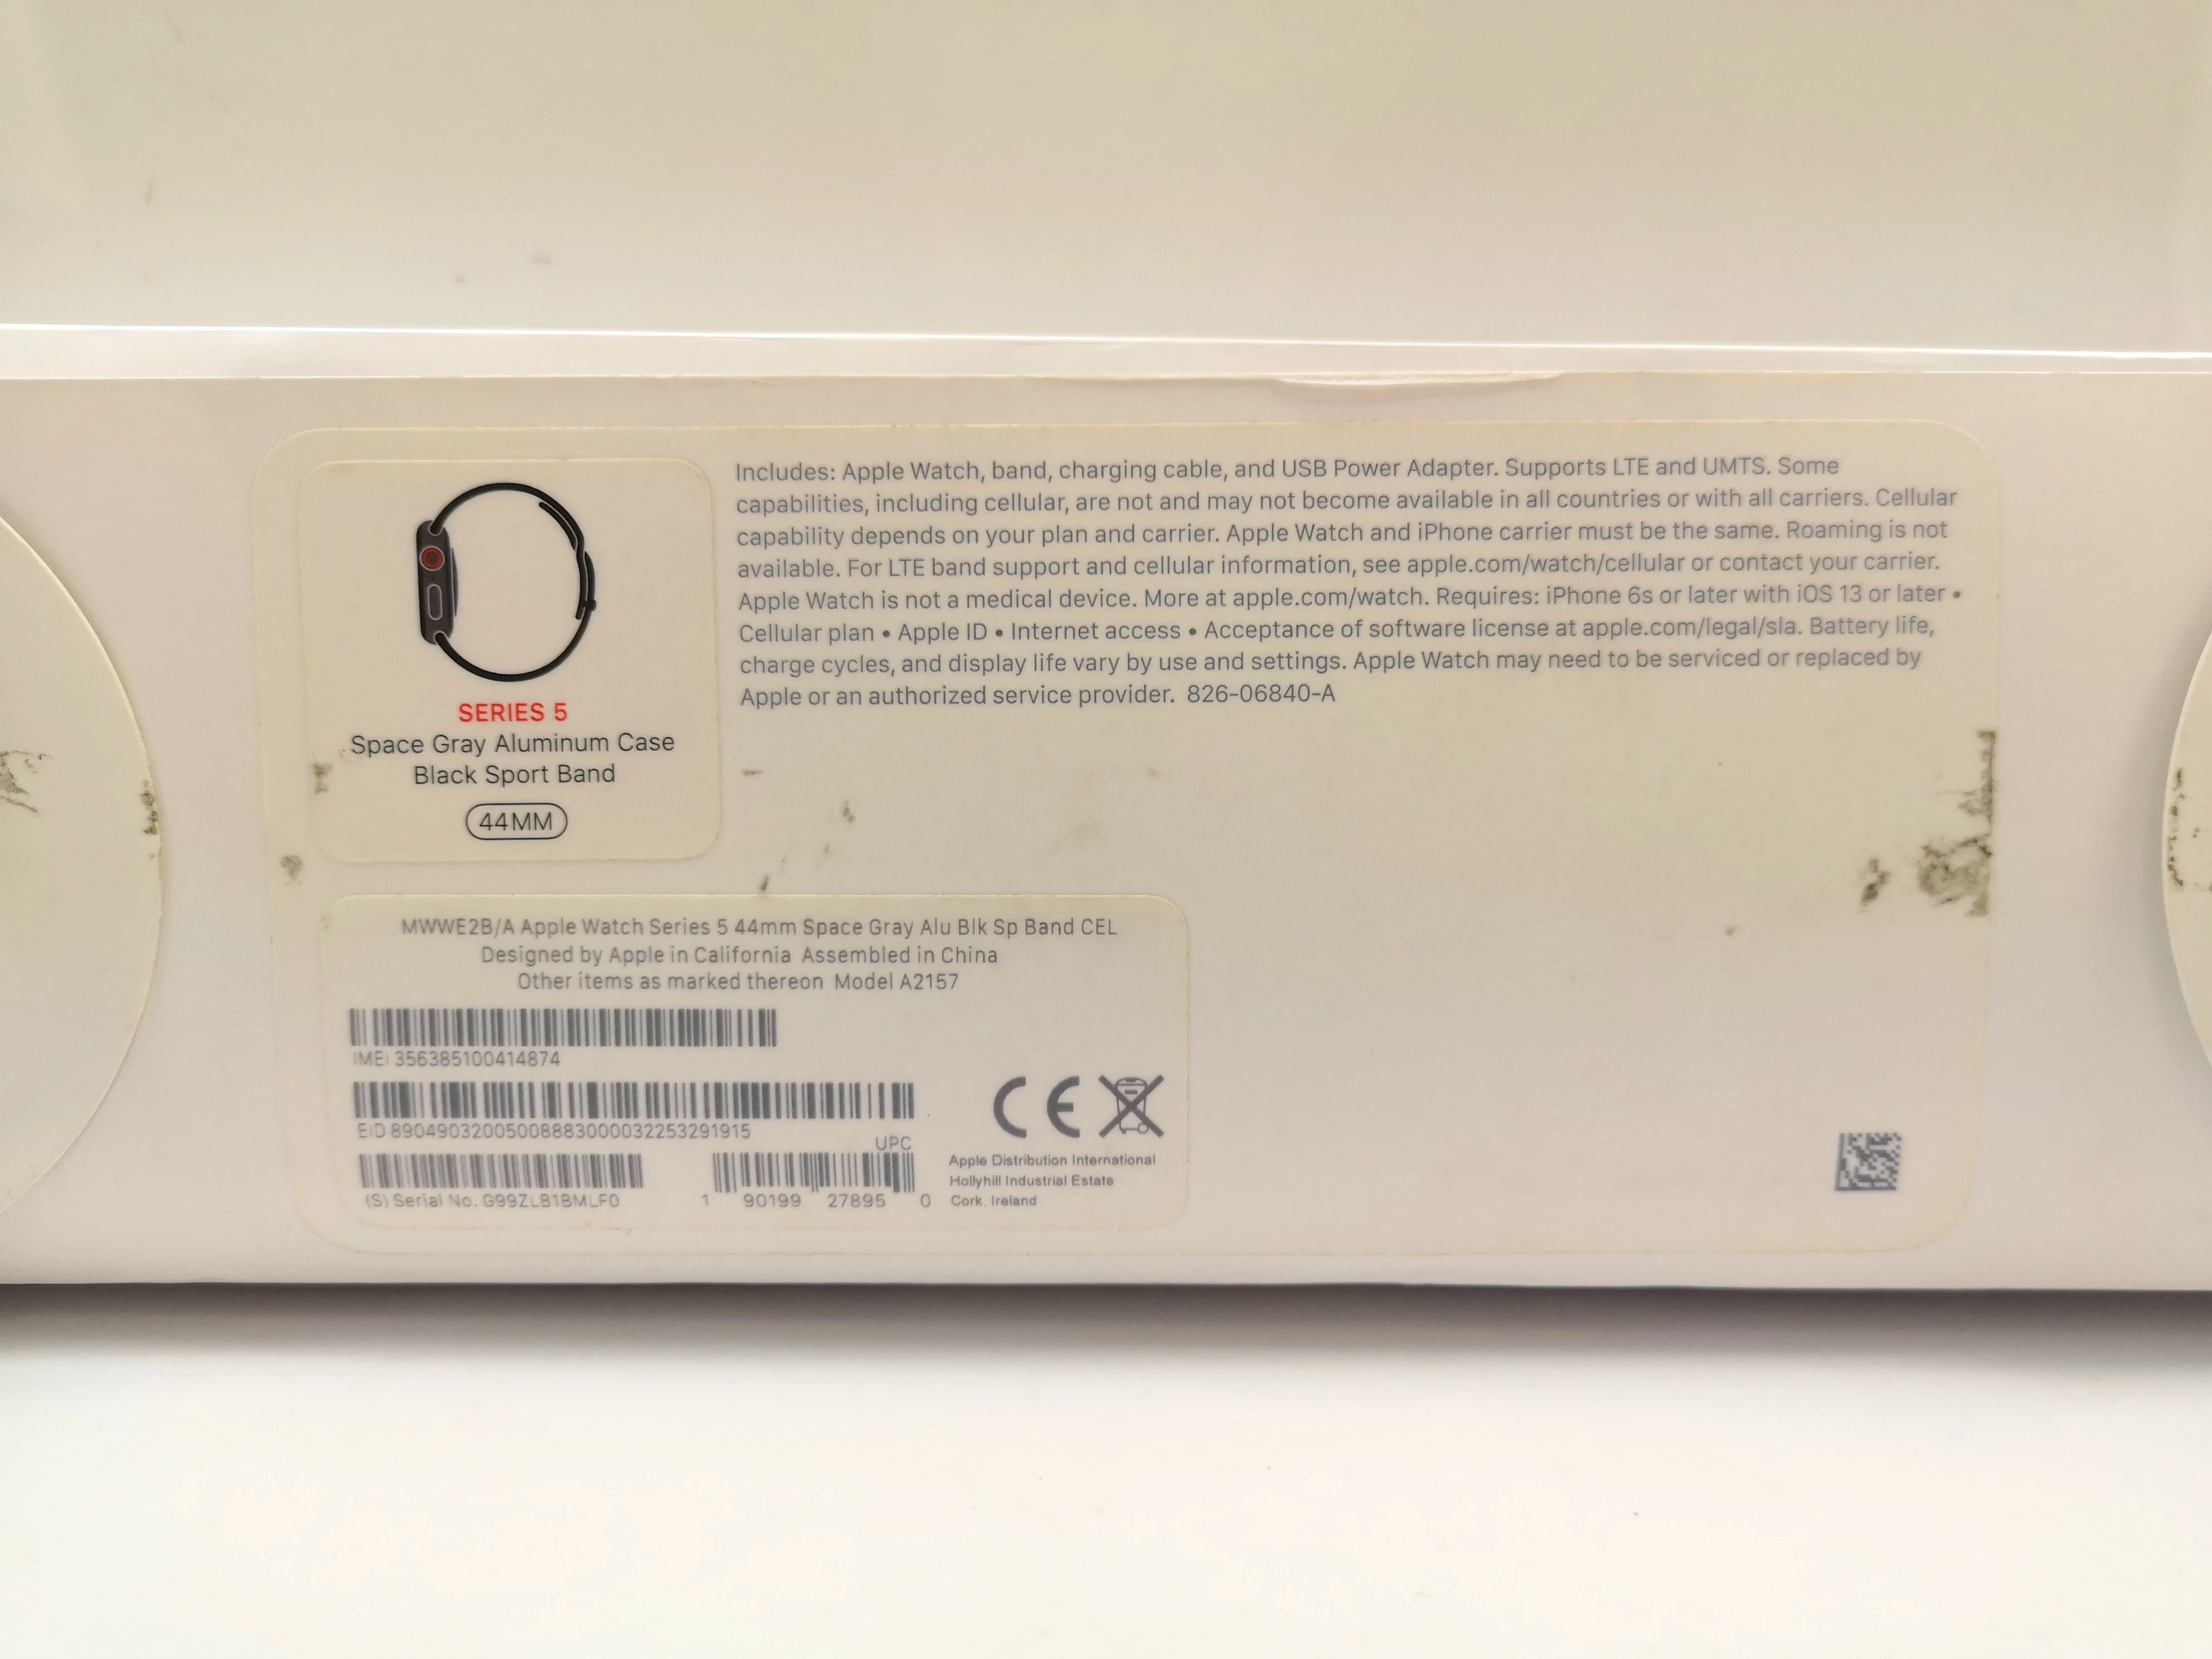 Includes: Apple Watch, band, charging cable, and USB Power Adapter. Supports LTE and UMTS. Some
capabilities, including cellular, are not and may not become available in all countries or with all carriers. Cellular
capability depends on your plan and carrier. Apple Watch and iPhone carrier must be the same. Roaming is not
available. For LTE band support and cellular information, see apple.com/watch/cellular or contact your carrier.
Apple Watch is not a medical device. More at apple.com/watch. Requires: iPhone 6s or later with iOS 13 or later •
Cellular plan • Apple ID • Internet access • Acceptance of software license at apple.com/legal/sla. Battery life,
charge cycles, and display life vary by use and settings. Apple Watch may need to be serviced or replaced by
Apple or an authorized service provider. 826-06840-A
SERIES 5
Space Gray Aluminum Case
Black Sport Band
44MM
MWWE2B/A Apple Watch Series 5 44mm Space Gray Alu Blk Sp Band CEL
Designed by Apple in California Assembled in China
Other items as marked thereon Model A2157
IMEI 356385100414874
EID 89049032005008883000032253291915
UPC
(S) Serial No. G99ZLB1BMLF0
1 90199 27895 0
CE
Apple Distribution International
Hollyhill Industrial Estate
Cork, Ireland